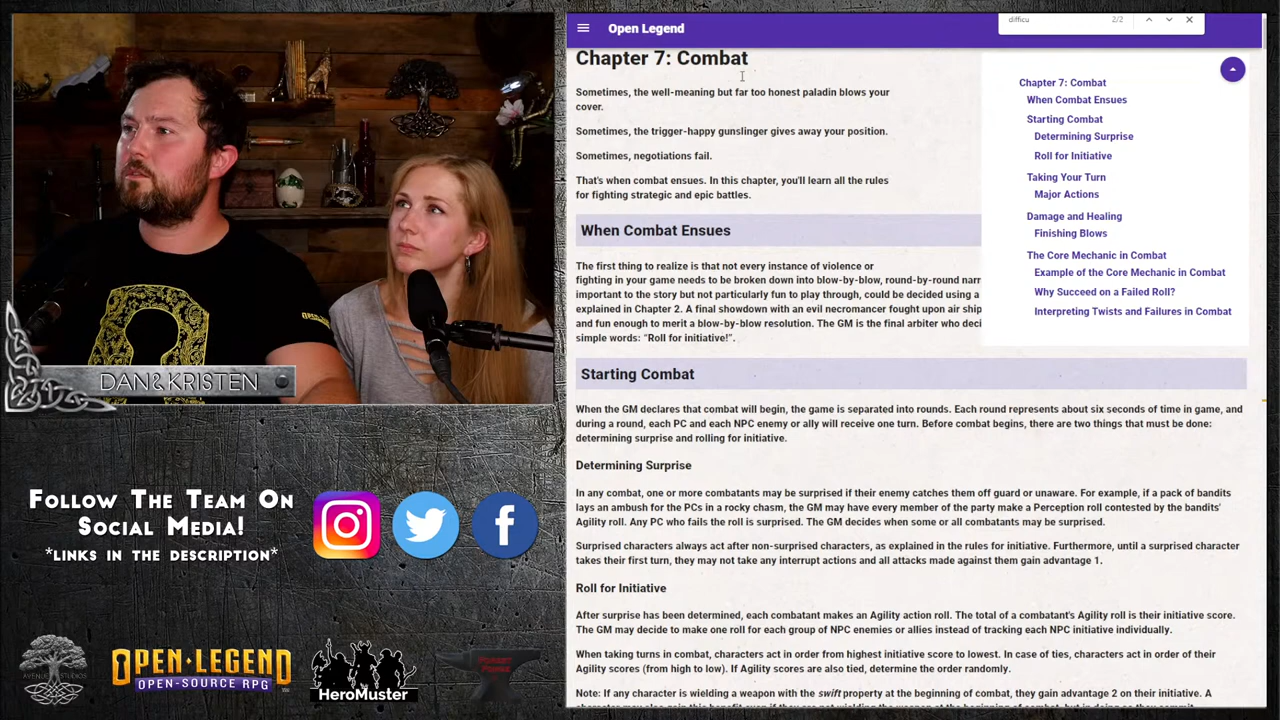 Open Legend
difficu
2/2
Chapter 7: Combat
Sometimes, the well-meaning but far too honest paladin blows your
cover.
Sometimes, the trigger-happy gunslinger gives away your position.
Sometimes, negotiations fail.
That's when combat ensues. In this chapter, you'll learn all the rules
for fighting strategic and epic battles.
When Combat Ensues
The first thing to realize is that not every instance of violence or
fighting in your game needs to be broken down into blow-by-blow, round-by-round narr
important to the story but not particularly fun to play through, could be decided using a
explained in Chapter 2. A final showdown with an evil necromancer fought upon air ship
and fun enough to merit a blow-by-blow resolution. The GM is the final arbiter who deci
simple words: "Roll for initiative!".
Chapter 7: Combat
When Combat Ensues
Starting Combat
Determining Surprise
Roll for Initiative
Taking Your Turn
Major Actions
Damage and Healing
Finishing Blows
The Core Mechanic in Combat
Example of the Core Mechanic in Combat
Why Succeed on a Failed Roll?
Interpreting Twists and Failures in Combat
Starting Combat
When the GM declares that combat will begin, the game is separated into rounds. Each round represents about six seconds of time in game, and
during a round, each PC and each NPC enemy or ally will receive one turn. Before combat begins, there are two things that must be done:
determining surprise and rolling for initiative.
Determining Surprise
In any combat, one or more combatants may be surprised if their enemy catches them off guard or unaware. For example, if a pack of bandits
lays an ambush for the PCs in a rocky chasm, the GM may have every member of the party make a Perception roll contested by the bandits'
Agility roll. Any PC who fails the roll is surprised. The GM decides when some or all combatants may be surprised.
Surprised characters always act after non-surprised characters, as explained in the rules for initiative. Furthermore, until a surprised character
takes their first turn, they may not take any interrupt actions and all attacks made against them gain advantage 1.
Roll for Initiative
After surprise has been determined, each combatant makes an Agility action roll. The total of a combatant's Agility roll is their initiative score.
The GM may decide to make one roll for each group of NPC enemies or allies instead of tracking each NPC initiative individually.
When taking turns in combat, characters act in order from highest initiative score to lowest. In case of ties, characters act in order of their
Agility scores (from high to low). If Agility scores are also tied, determine the order randomly.
Note: If any character is wielding a weapon with the swift property at the beginning of combat, they gain advantage 2 on their initiative. A
DAN & KRISTEN
FOLLOW THE TEAM ON
SOCIAL MEDIA!
*LINKS IN THE DESCRIPTION*
AVENUE STUDIOS
OPEN LEGEND
OPEN-SOURCE RPG
HeroMuster